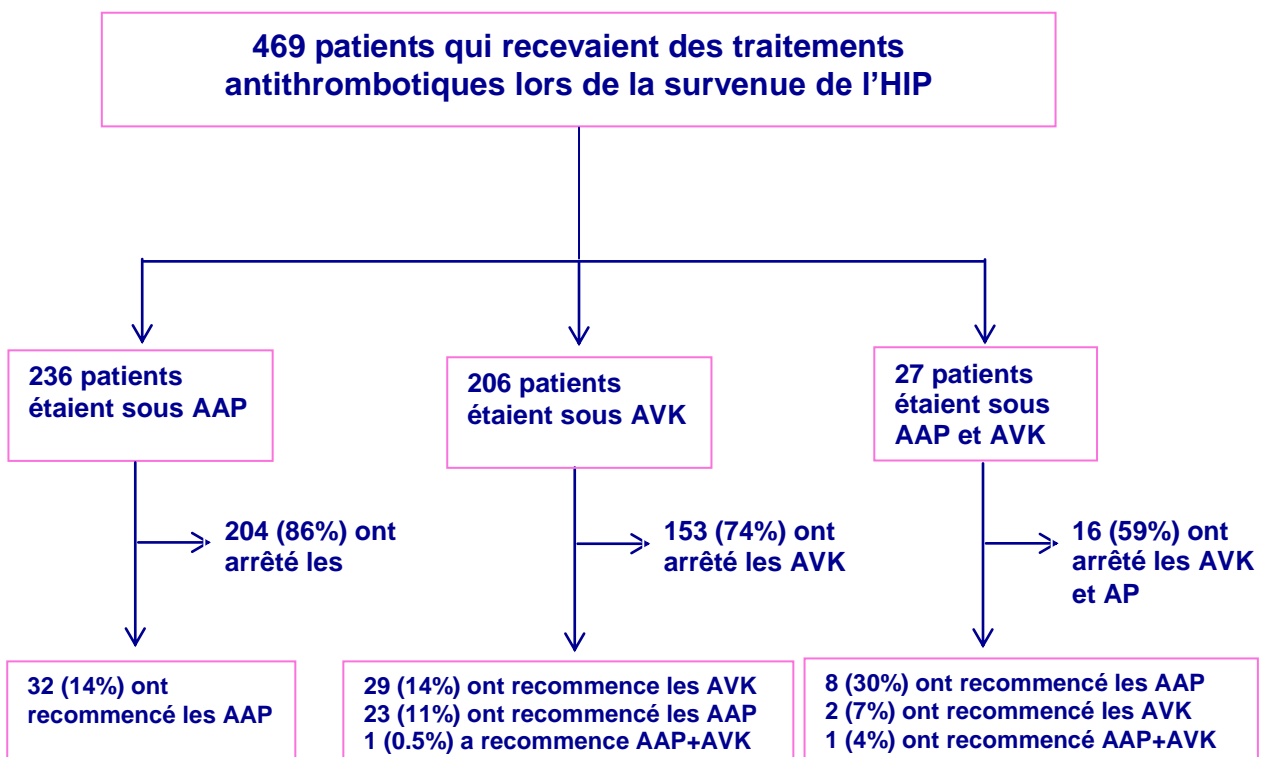 469 patients qui recevaient des traitements
antithrombotiques lors de la survenue de l’HIP
236 patients
étaient sous AAP
206 patients
étaient sous AVK
27 patients
étaient sous
AAP et AVK
204 (86%) ont
arrêté les
153 (74%) ont
arrêté les AVK
16 (59%) ont
arrêté les AVK
et AP
32 (14%) ont
recommencé les AAP
29 (14%) ont recommence les AVK
23 (11%) ont recommencé les AAP
1 (0.5%) a recommence AAP+AVK
8 (30%) ont recommencé les AAP
2 (7%) ont recommencé les AVK
1 (4%) ont recommencé AAP+AVK